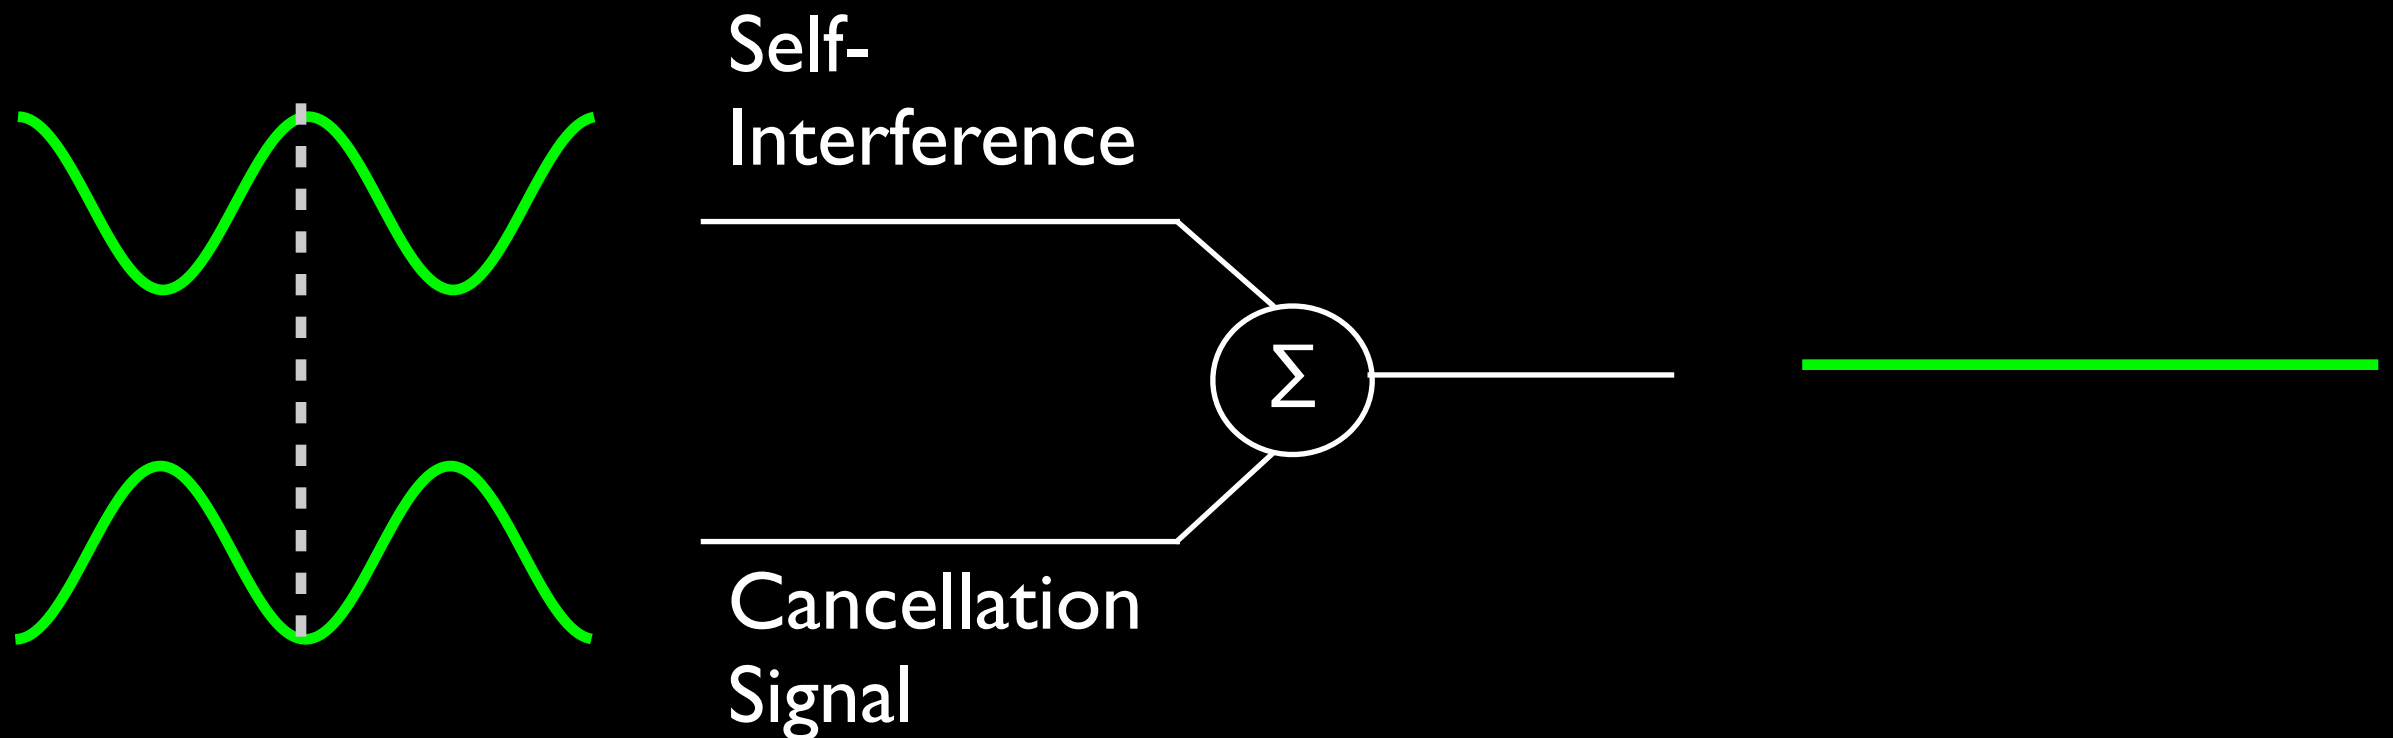 Self-
Interference
Σ
Cancellation
Signal